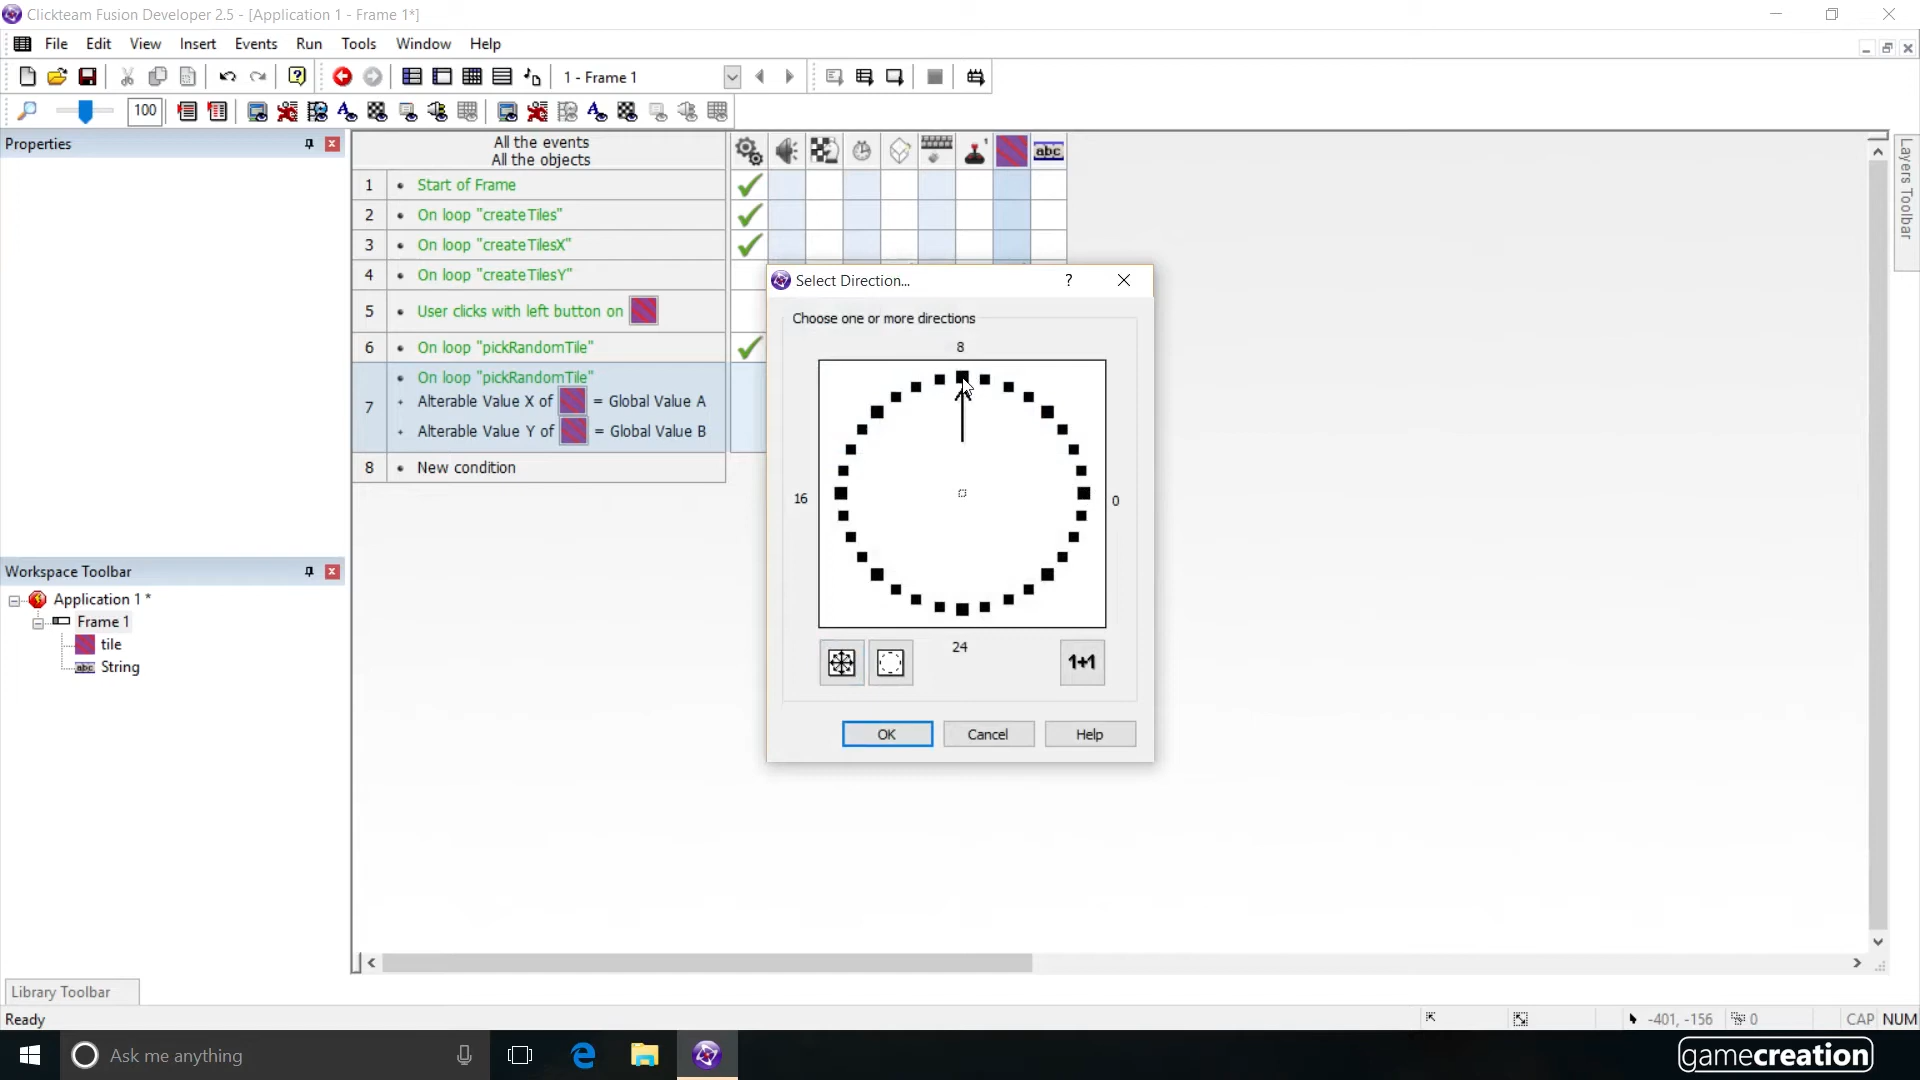 Clickteam Fusion Developer 2.5 - [Application 1 - Frame 1*]
File Edit View Insert Events Run Tools Window Help
1 - Frame 1
100
Properties
All the events
All the objects
1 Start of Frame
2 On loop "createTiles"
3 On loop "createTilesX"
4 On loop "createTilesY"
5 User clicks with left button on
6 On loop "pickRandomTile"
7 On loop "pickRandomTile"
Alterable Value X of = Global Value A
Alterable Value Y of = Global Value B
8 New condition
abc
Layers Toolbar
Select Direction...
?
Choose one or more directions
8
16
0
24
1+1
OK Cancel Help
Workspace Toolbar
Application 1 *
Frame 1
tile
abc String
Library Toolbar
Ready
-401, -156
0
CAP NUM
Ask me anything
gamecreation